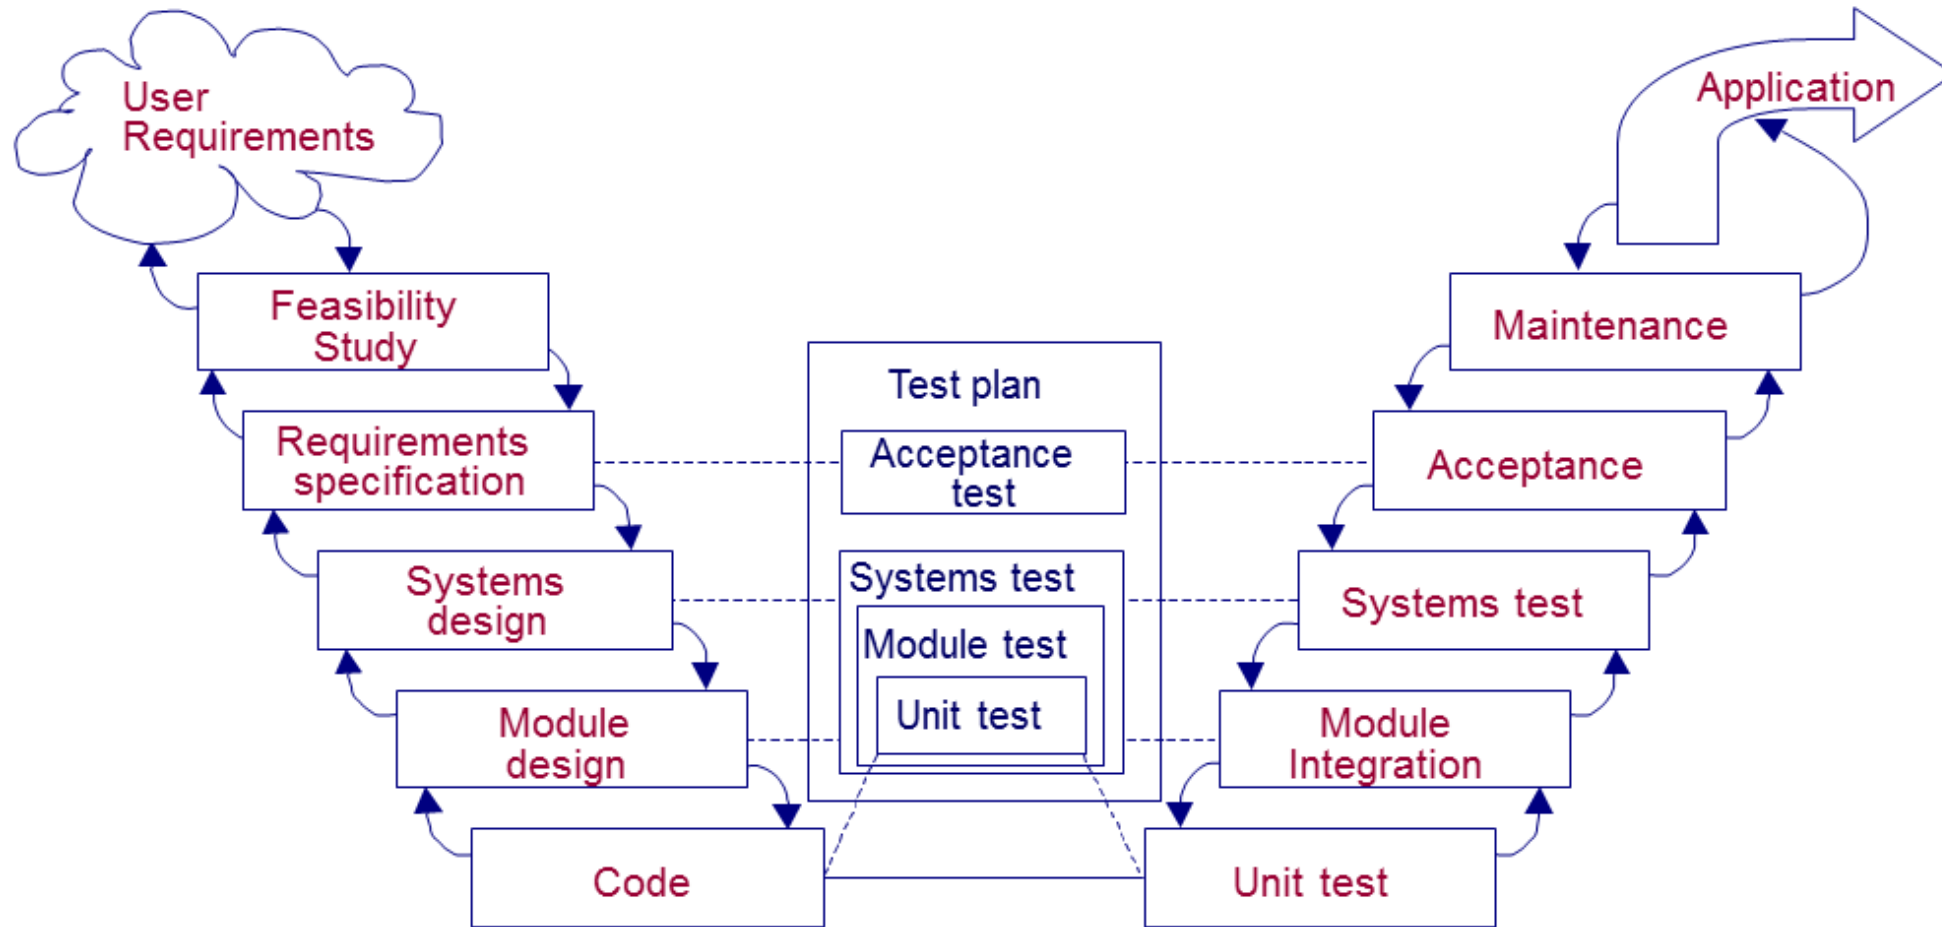 User
Requirements
Application
Feasibility
Study
Maintenance
Test plan
Requirements
specification
Acceptance
test
Acceptance
Systems
design
Systems test
Systems test
Module test
Module
design
Unit test
Module
Integration
Code
Unit test